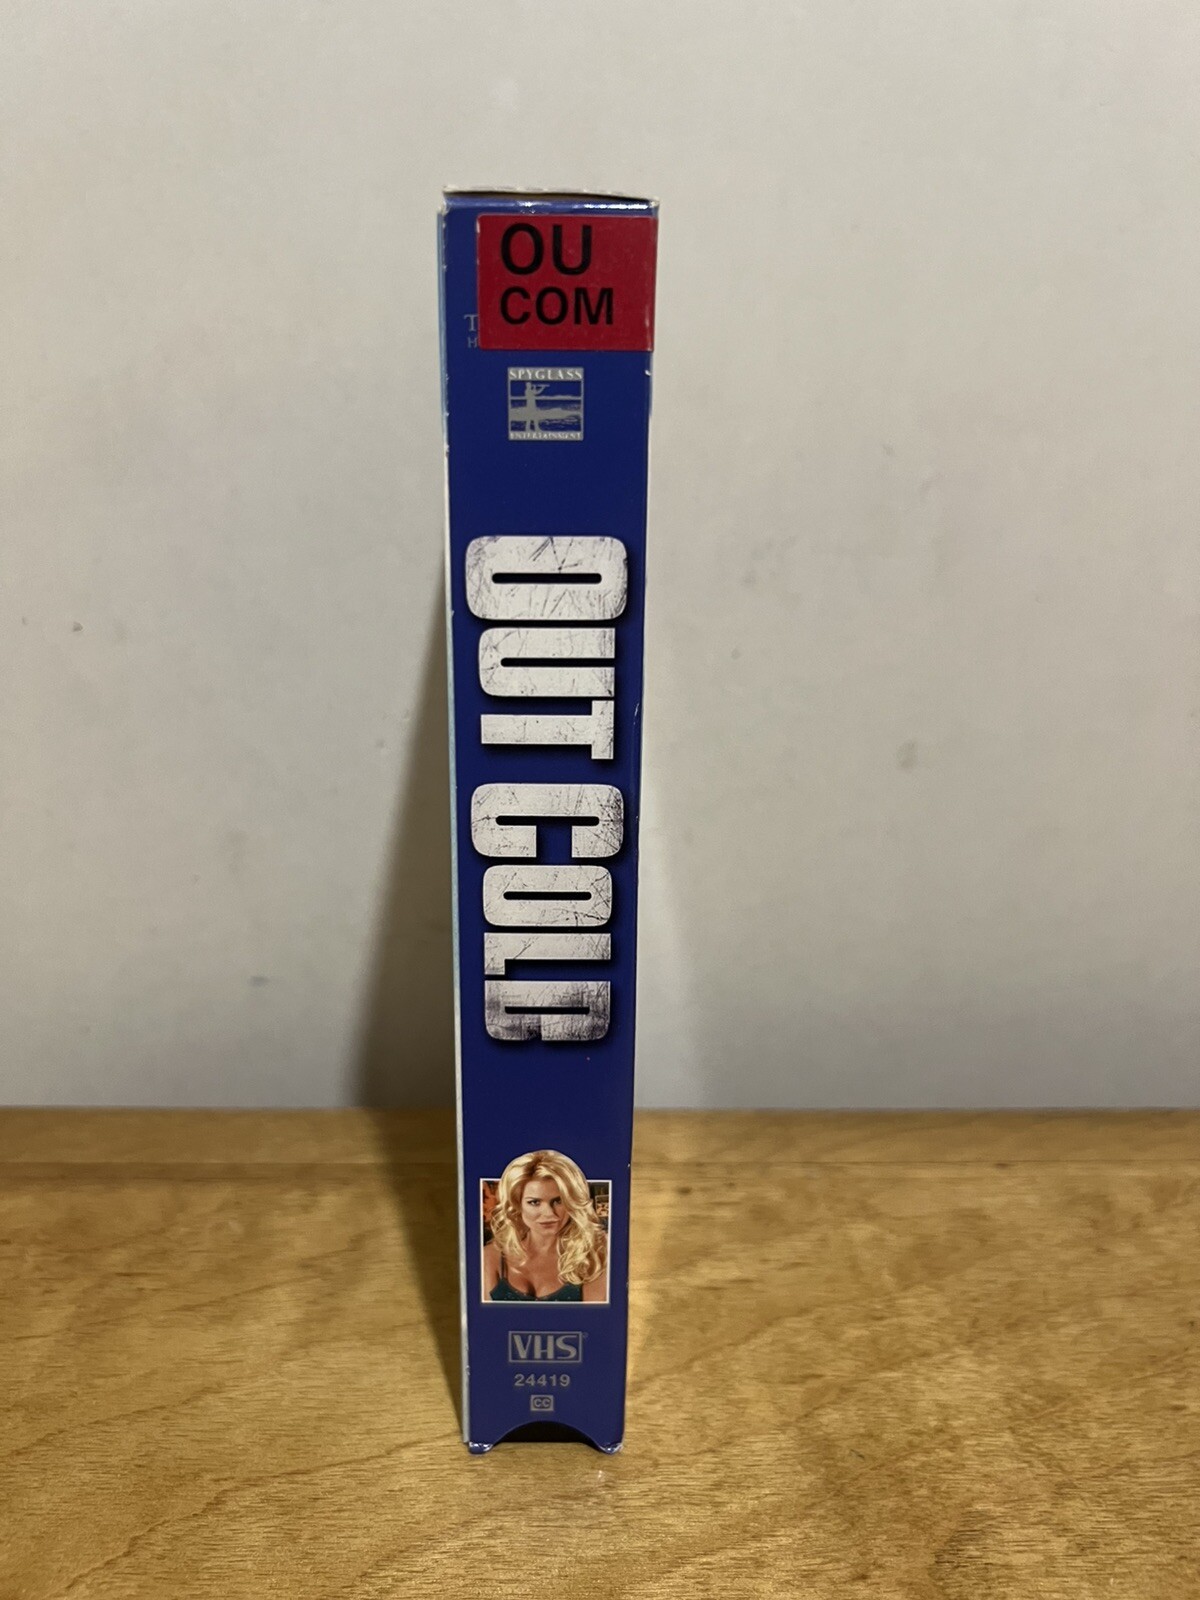 OU
COM
T
H
SPYGLASS
ENTERTAINMENT
OUT COLD
VHS
24419
CC